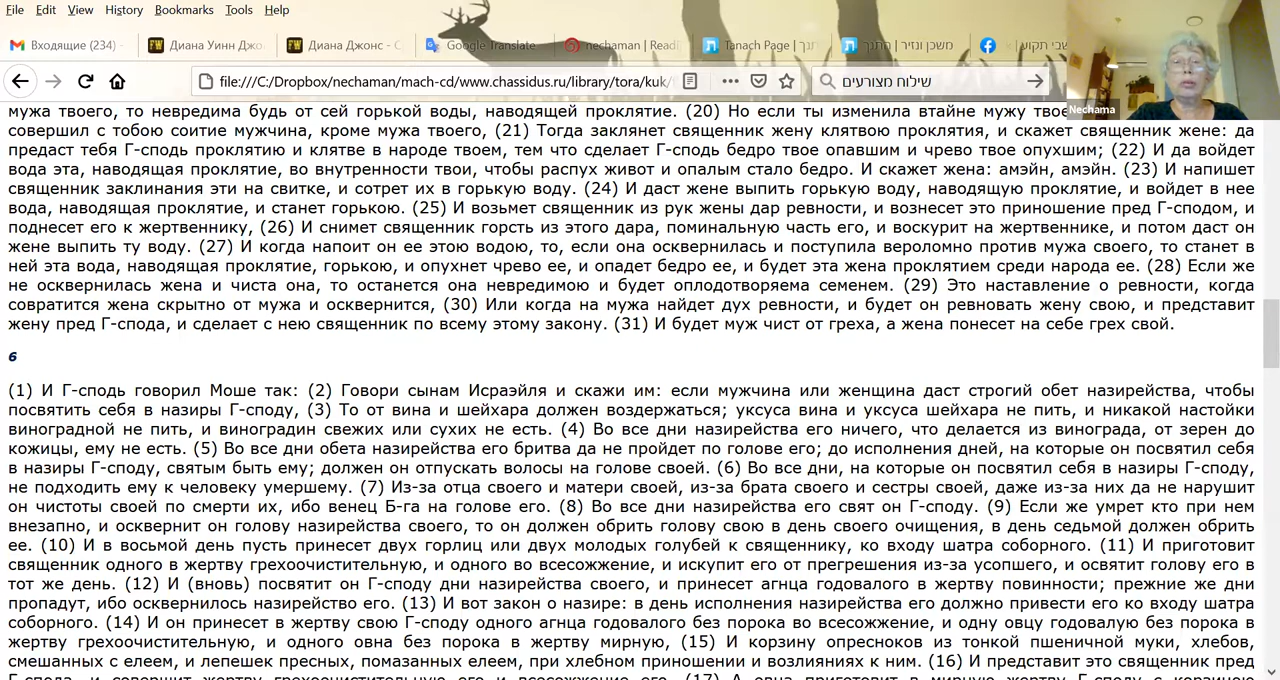 File Edit View History Bookmarks Tools Help
Входящие (234) - Диана Уинн Джо Диана Джонс - С Google Translate nechaman | Readi Tanach Page | תנך משכן ונזיר | התנך שבי תקוע |
file:///C:/Dropbox/nechaman/mach-cd/www.chassidus.ru/library/tora/kuk/ שילוח מצורעים
Nechama
мужа твоего, то невредима будь от сей горькой воды, наводящей проклятие. (20) Но если ты изменила втайне мужу
совершил с тобою соитие мужчина, кроме мужа твоего, (21) Тогда заклянет священник жену клятвою проклятия, и скажет священник жене: да
предаст тебя Г-сподь проклятию и клятве в народе твоем, тем что сделает Г-сподь бедро твое опавшим и чрево твое опухшим; (22) И да войдет
вода эта, наводящая проклятие, во внутренности твои, чтобы распух живот и опалым стало бедро. И скажет жена: амэйн, амэйн. (23) И напишет
священник заклинания эти на свитке, и сотрет их в горькую воду. (24) И даст жене выпить горькую воду, наводящую проклятие, и войдет в нее
вода, наводящая проклятие, и станет горькою. (25) И возьмет священник из рук жены дар ревности, и вознесет это приношение пред Г-сподом, и
поднесет его к жертвеннику, (26) И снимет священник горсть из этого дара, поминальную часть его, и воскурит на жертвеннике, и потом даст он
жене выпить ту воду. (27) И когда напоит он ее этою водою, то, если она осквернилась и поступила вероломно против мужа своего, то станет в
ней эта вода, наводящая проклятие, горькою, и опухнет чрево ее, и опадет бедро ее, и будет эта жена проклятием среди народа ее. (28) Если же
не осквернилась жена и чиста она, то останется она невредимою и будет оплодотворяема семенем. (29) Это наставление о ревности, когда
совратится жена скрытно от мужа и осквернится, (30) Или когда на мужа найдет дух ревности, и будет он ревновать жену свою, и представит
жену пред Г-спода, и сделает с нею священник по всему этому закону. (31) И будет муж чист от греха, а жена понесет на себе грех свой.
6
(1) И Г-сподь говорил Моше так: (2) Говори сынам Исраэйля и скажи им: если мужчина или женщина даст строгий обет назирейства, чтобы
посвятить себя в назиры Г-споду, (3) То от вина и шейхара должен воздержаться; уксуса вина и уксуса шейхара не пить, и никакой настойки
виноградной не пить, и виноградин свежих или сухих не есть. (4) Во все дни назирейства его ничего, что делается из винограда, от зерен до
кожицы, ему не есть. (5) Во все дни обета назирейства его бритва да не пройдет по голове его; до исполнения дней, на которые он посвятил себя
в назиры Г-споду, святым быть ему; должен он отпускать волосы на голове своей. (6) Во все дни, на которые он посвятил себя в назиры Г-споду,
не подходить ему к человеку умершему. (7) Из-за отца своего и матери своей, из-за брата своего и сестры своей, даже из-за них да не нарушит
он чистоты своей по смерти их, ибо венец Б-га на голове его. (8) Во все дни назирейства его свят он Г-споду. (9) Если же умрет кто при нем
внезапно, и осквернит он голову назирейства своего, то он должен обрить голову свою в день своего очищения, в день седьмой должен обрить
ее. (10) И в восьмой день пусть принесет двух горлиц или двух молодых голубей к священнику, ко входу шатра соборного. (11) И приготовит
священник одного в жертву грехоочистительную, и одного во всесожжение, и искупит его от прегрешения из-за усопшего, и освятит голову его в
тот же день. (12) И (вновь) посвятит он Г-споду дни назирейства своего, и принесет агнца годовалого в жертву повинности; прежние же дни
пропадут, ибо осквернилось назирейство его. (13) И вот закон о назире: в день исполнения назирейства его должно привести его ко входу шатра
соборного. (14) И он принесет в жертву свою Г-споду одного агнца годовалого без порока во всесожжение, и одну овцу годовалую без порока в
жертву грехоочистительную, и одного овна без порока в жертву мирную, (15) И корзину опресноков из тонкой пшеничной муки, хлебов,
смешанных с елеем, и лепешек пресных, помазанных елеем, при хлебном приношении и возлияниях к ним. (16) И представит это священник пред
Г-спода, и совершит жертву грехоочистительную его и всесожжение его. (17) А овна приготовит в мирную жертву Г-споду с корзиною